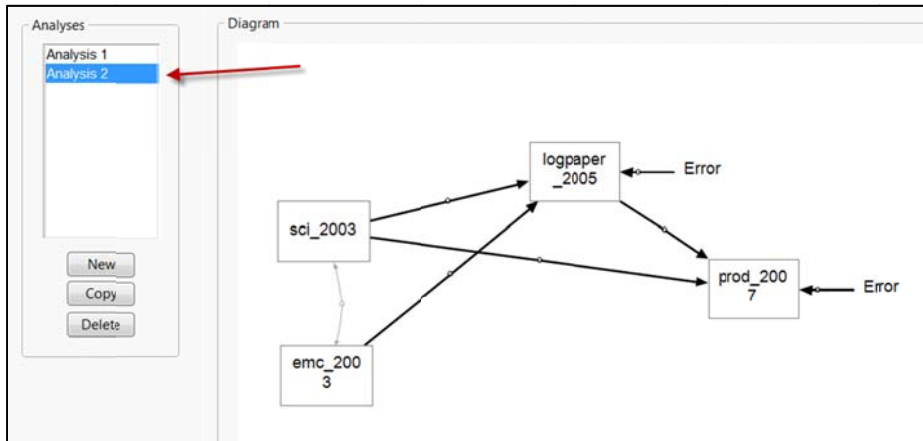 Analyses
Analysis 1
Analysis 2
New
Copy
Delete
Diagram
logpaper
_2005
Error
sci_2003
prod_200
7
Error
emc_200
3